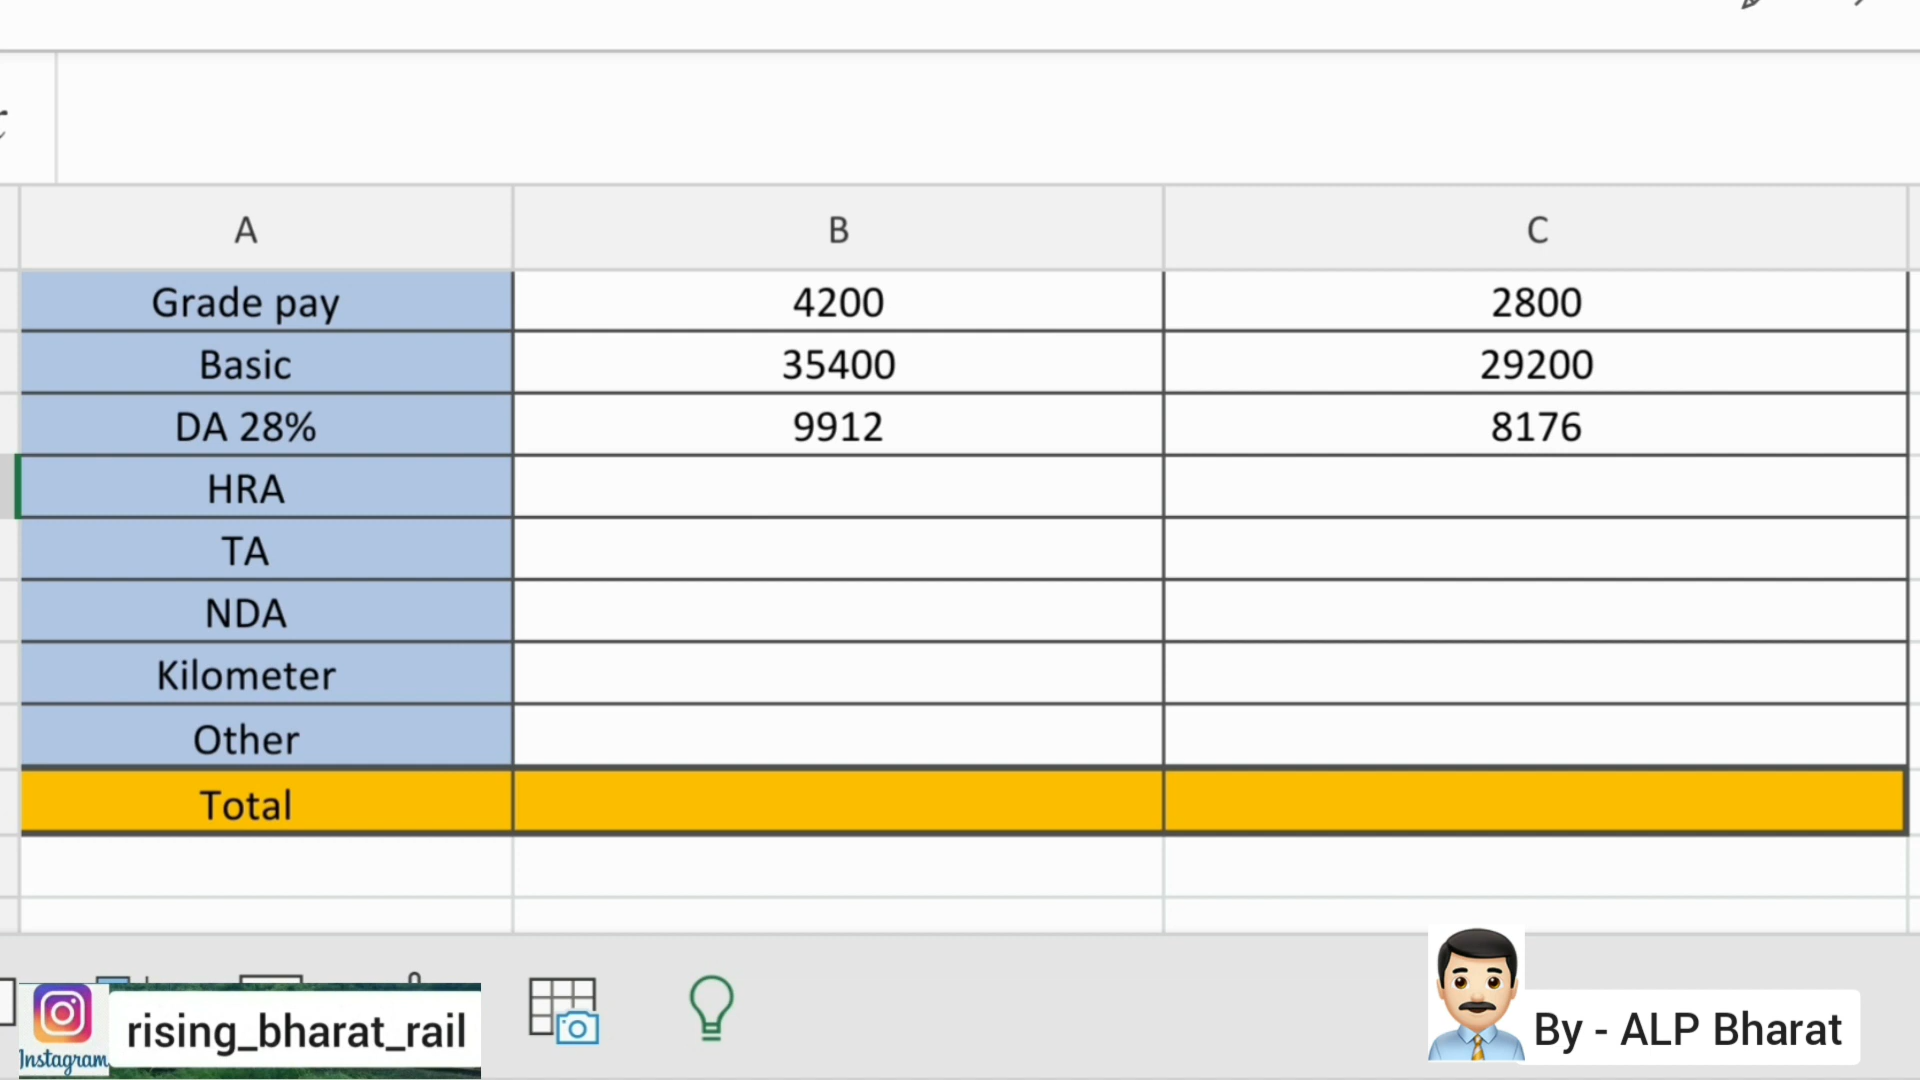 A B C
Grade pay 4200 2800
Basic 35400 29200
DA 28% 9912 8176
HRA
TA
NDA
Kilometer
Other
Total
Instagram
rising_bharat_rail
By - ALP Bharat